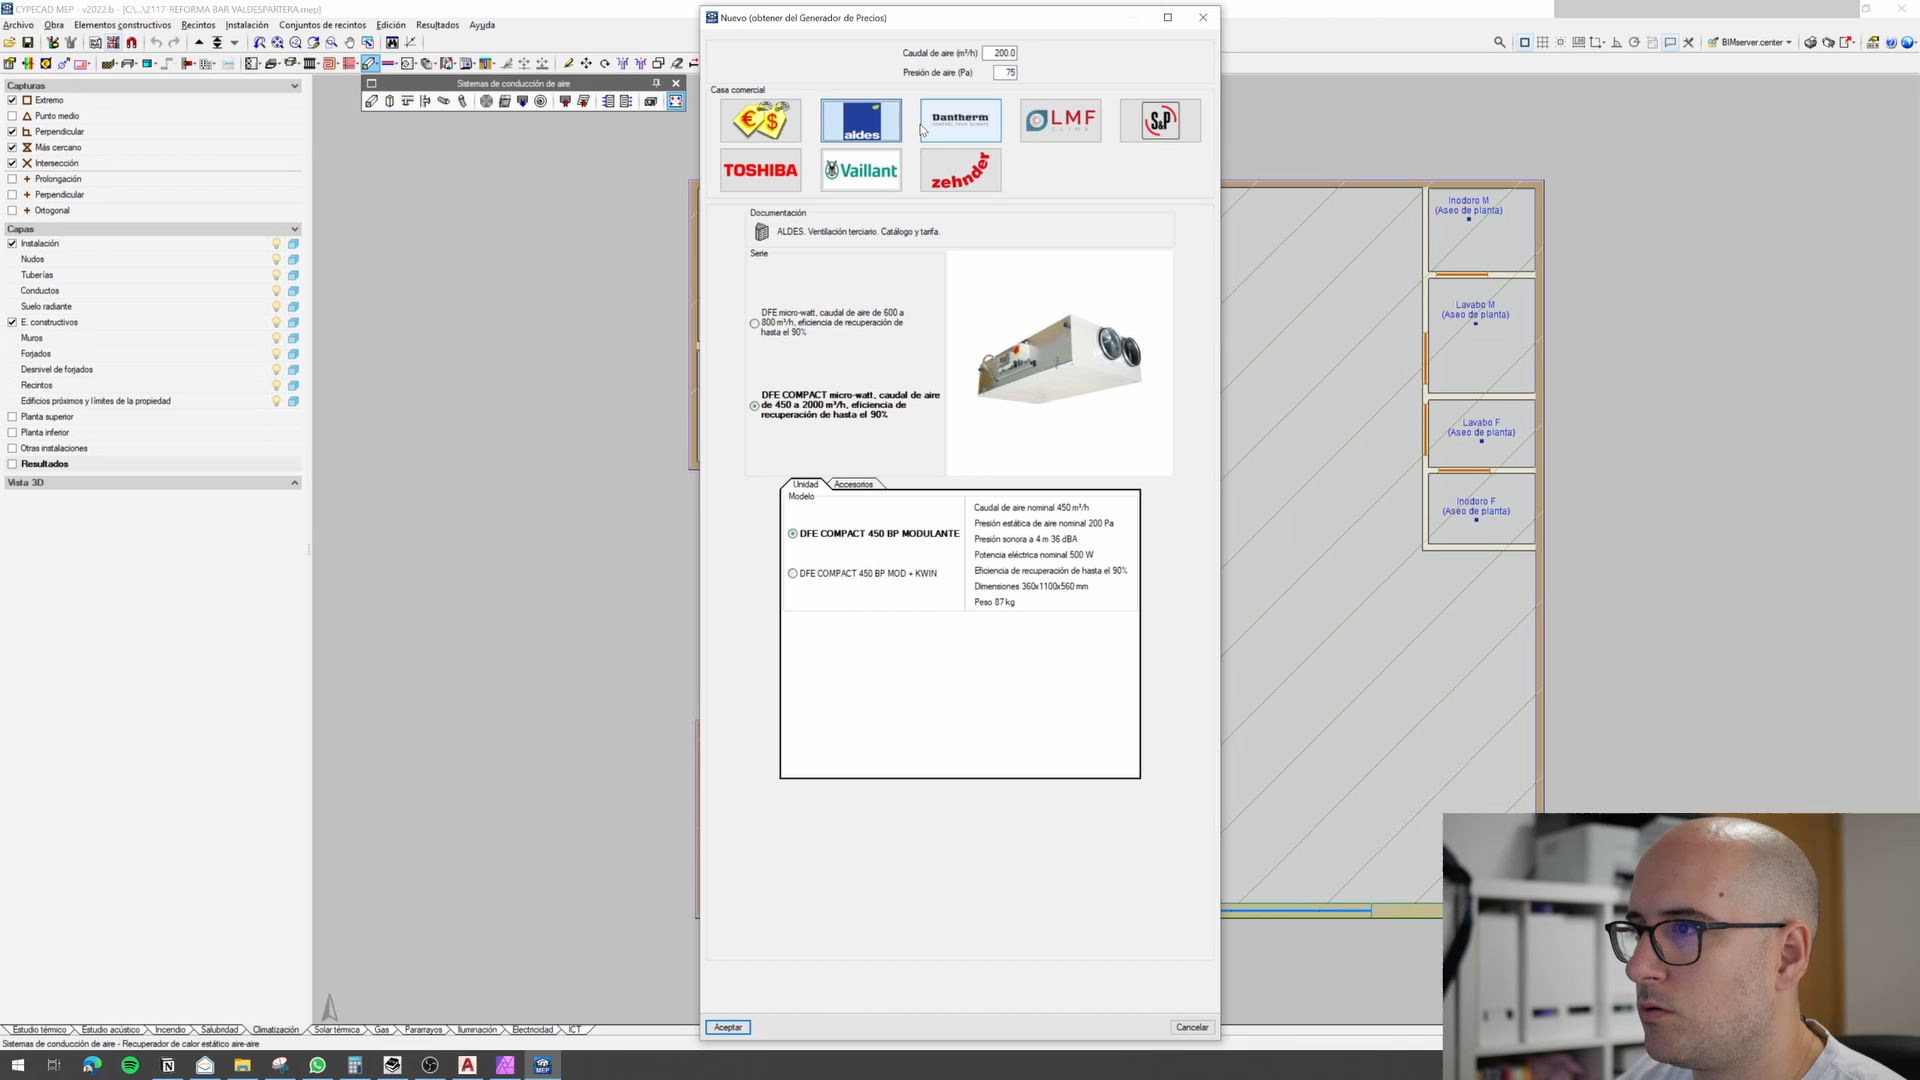 CYPECAD MEP - v2022.b - [C:\...\2117-REFORMA BAR VALDESPARTERA.mep]
Archivo Obra Elementos constructivos Recintos Instalación Conjuntos de recintos Edición Resultados Ayuda
BIMserver.center
Capturas
Extremo
Punto medio
Perpendicular
Más cercano
Intersección
Prolongación
Perpendicular
Ortogonal
Capas
Instalación
Nudos
Tuberías
Conductos
Suelo radiante
E. constructivos
Muros
Forjados
Desnivel de forjados
Recintos
Edificios próximos y límites de la propiedad
Planta superior
Planta inferior
Otras instalaciones
Resultados
Vista 3D
Sistemas de conducción de aire
Nuevo (obtener del Generador de Precios)
Caudal de aire (m³/h) 200.0
Presión de aire (Pa) 75
Casa comercial
€ $
aldes
Dantherm
CONTROL YOUR CLIMATE
LMF
CLIMA
S&P
TOSHIBA
Vaillant
zehnder
Documentación
ALDES. Ventilación terciario. Catálogo y tarifa.
Serie
DFE micro-watt, caudal de aire de 600 a
800 m³/h, eficiencia de recuperación de
hasta el 90%
DFE COMPACT micro-watt, caudal de aire
de 450 a 2000 m³/h, eficiencia de
recuperación de hasta el 90%
Unidad Accesorios
Modelo
DFE COMPACT 450 BP MODULANTE
DFE COMPACT 450 BP MOD + KWIN
Caudal de aire nominal 450 m³/h
Presión estática de aire nominal 200 Pa
Presión sonora a 4 m 36 dBA
Potencia eléctrica nominal 500 W
Eficiencia de recuperación de hasta el 90%
Dimensiones 360x1100x560 mm
Peso 87 kg
Aceptar
Cancelar
Inodoro M
(Aseo de planta)
Lavabo M
(Aseo de planta)
Lavabo F
(Aseo de planta)
Inodoro F
(Aseo de planta)
Estudio térmico Estudio acústico Incendio Salubridad Climatización Solar térmica Gas Pararrayos Iluminación Electricidad ICT
Sistemas de conducción de aire - Recuperador de calor estático aire-aire
MEP